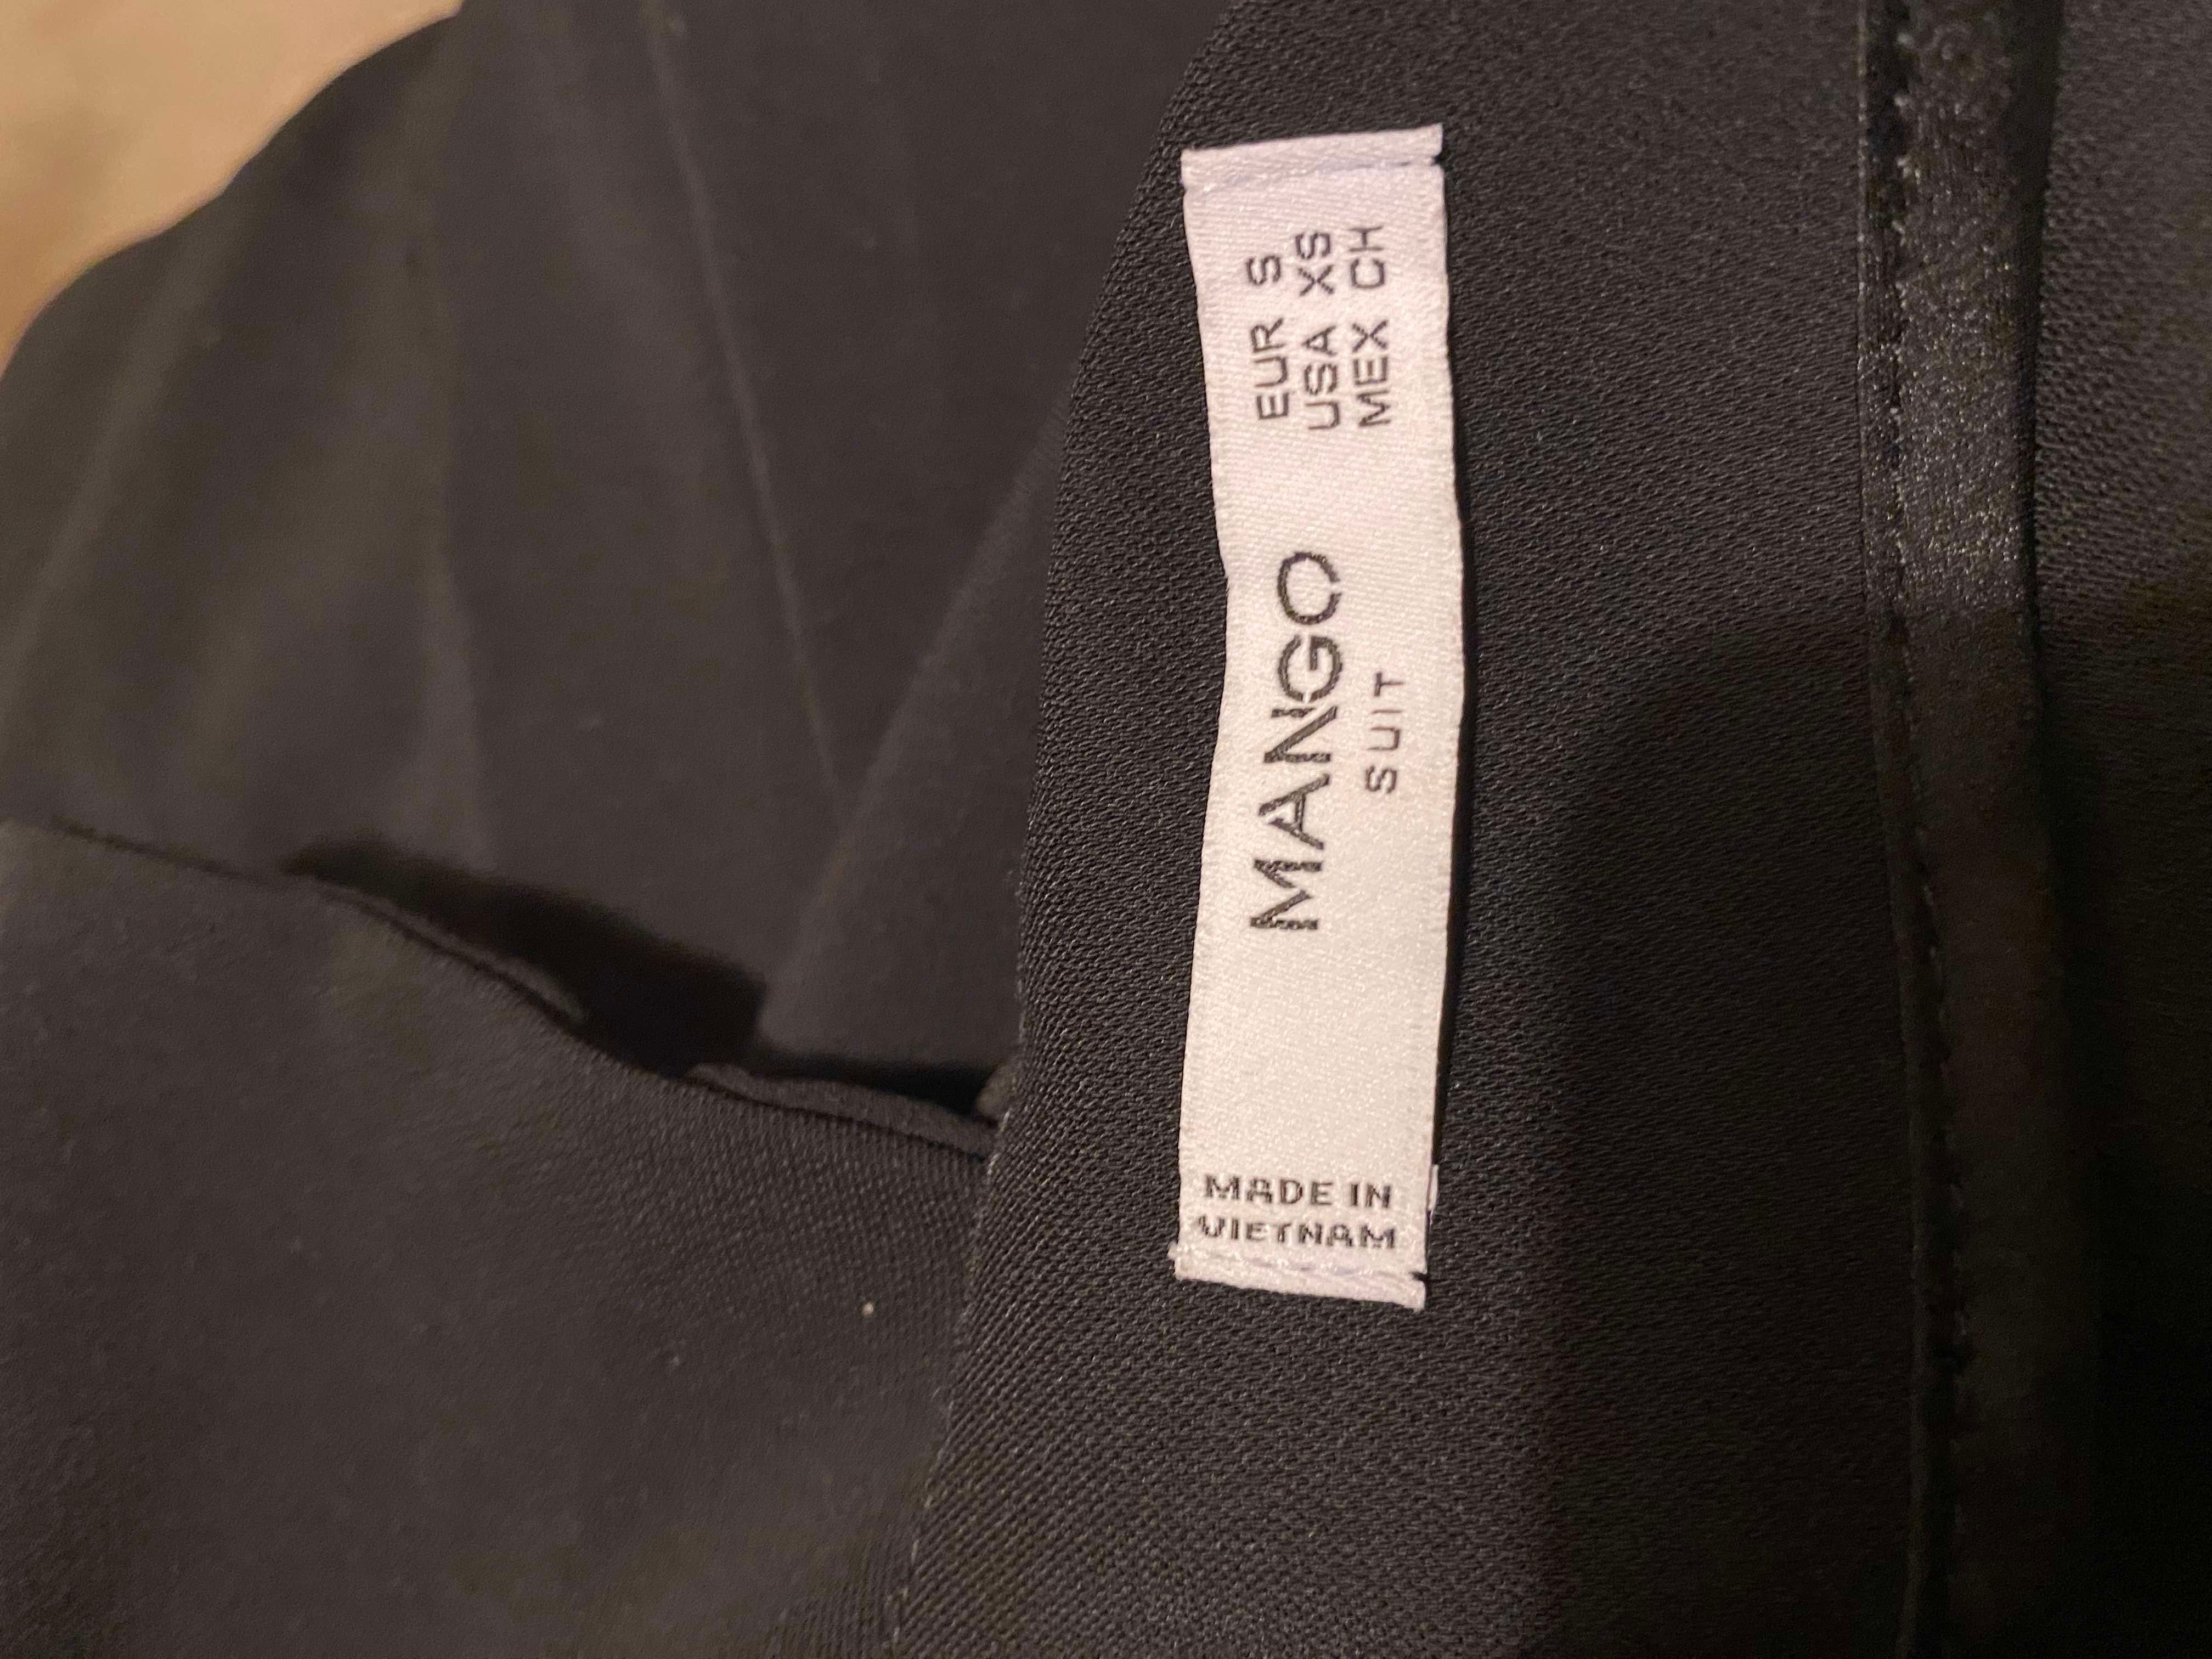 MANGO
SUIT
EUR S
USA XS
MEX CH
MADE IN
VIETNAM